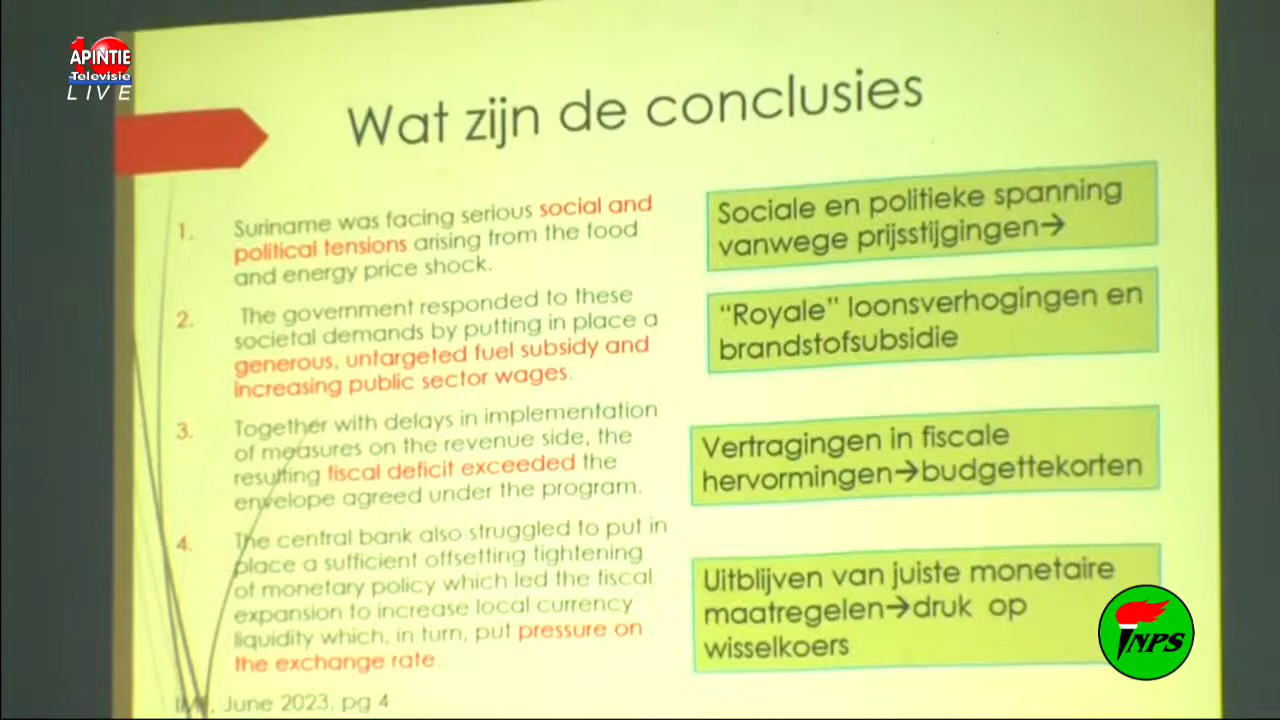 10
APINTIE
Televisie
LIVE
Wat zijn de conclusies
1. Suriname was facing serious social and
political tensions arising from the food
and energy price shock.
2. The government responded to these
societal demands by putting in place a
generous, untargeted fuel subsidy and
increasing public sector wages.
3. Together with delays in implementation
of measures on the revenue side, the
resulting fiscal deficit exceeded the
envelope agreed under the program.
4. The central bank also struggled to put in
place a sufficient offsetting tightening
of monetary policy which led the fiscal
expansion to increase local currency
liquidity which, in turn, put pressure on
the exchange rate.
, June 2023, pg 4
Sociale en politieke spanning
vanwege prijsstijgingen→
“Royale” loonsverhogingen en
brandstofsubsidie
Vertragingen in fiscale
hervormingen→budgettekorten
Uitblijven van juiste monetaire
maatregelen→druk op
wisselkoers
NPS